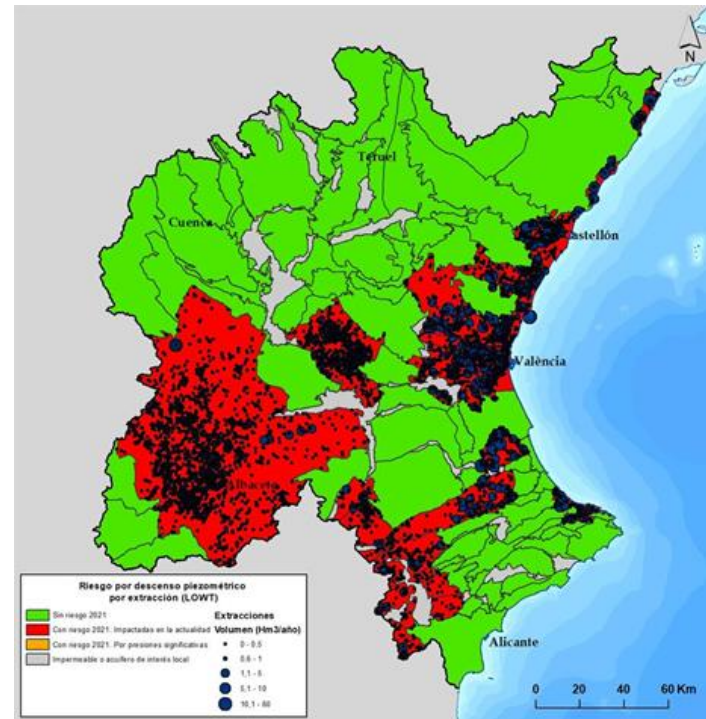 N
Teruel
Cuenca
astellón
València
Albacete
Alicante
Riesgo por descenso piezométrico
por extracción (LOWT)
Sin riesgo 2021
Con riesgo 2021: Impactadas en la actualidad
Con riesgo 2021. Por presiones significativas
Impermeable o acuífero de interés local
Extracciones
Volumen (Hm3/año)
0 - 0,5
0,6 - 1
1,1 - 5
5,1 - 10
10,1 - 60
0 20 40 60 Km